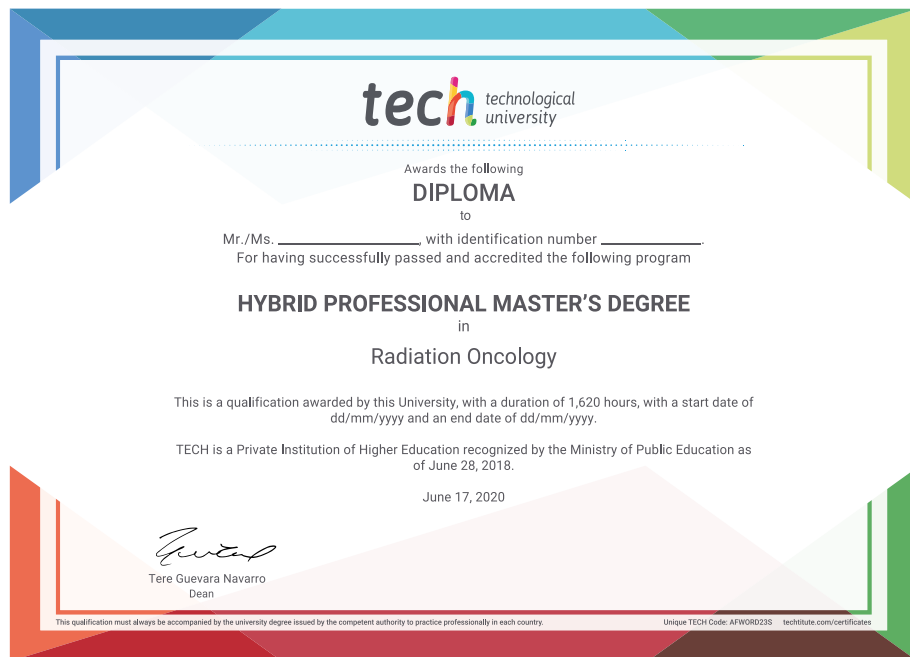 tech technological
university
Awards the following
DIPLOMA
to
Mr./Ms. ____________, with identification number ____________.
For having successfully passed and accredited the following program
HYBRID PROFESSIONAL MASTER'S DEGREE
in
Radiation Oncology
This is a qualification awarded by this University, with a duration of 1,620 hours, with a start date of
dd/mm/yyyy and an end date of dd/mm/yyyy.
TECH is a Private Institution of Higher Education recognized by the Ministry of Public Education as
of June 28, 2018.
June 17, 2020
Tere Guevara Navarro
Dean
This qualification must always be accompanied by the university degree issued by the competent authority to practice professionally in each country.
Unique TECH Code: AFWORD23S techtitute.com/certificates